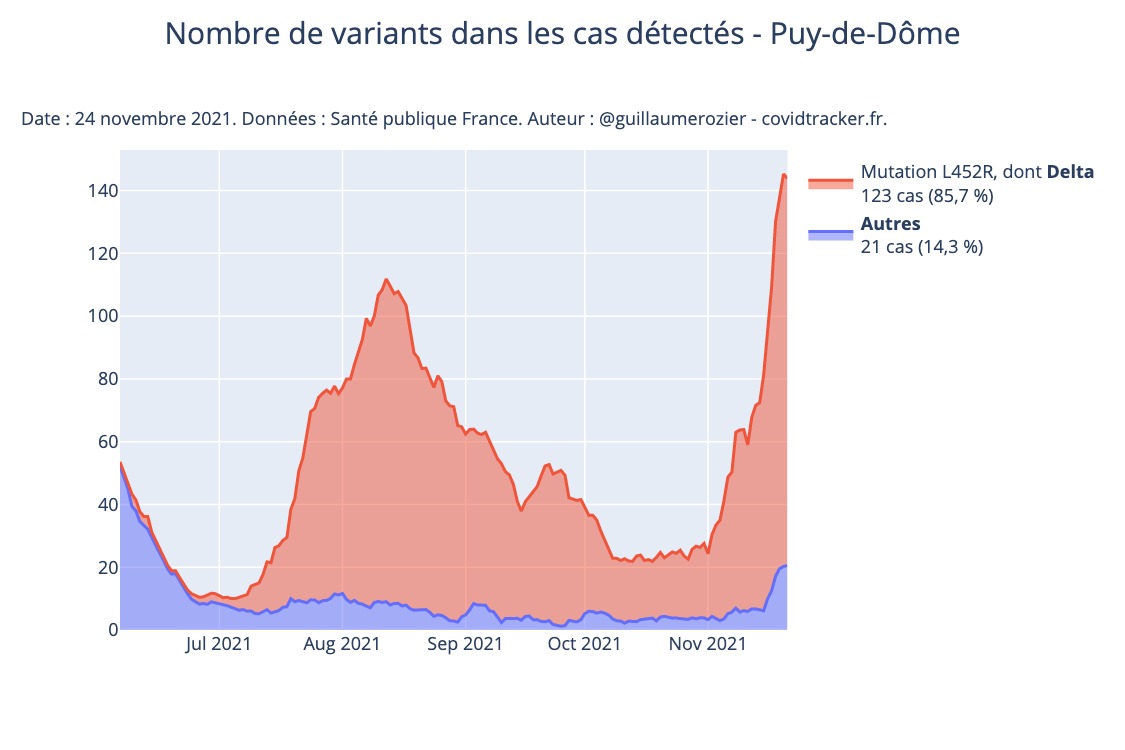 Nombre de variants dans les cas détectés - Puy-de-Dôme
Date : 24 novembre 2021. Données : Santé publique France. Auteur : @guillaumerozier - covidtracker.fr.
Mutation L452R, dont Delta
123 cas (85,7 %)
Autres
21 cas (14,3 %)
140
120
100
80
60
40
20
0
Jul 2021 Aug 2021 Sep 2021 Oct 2021 Nov 2021